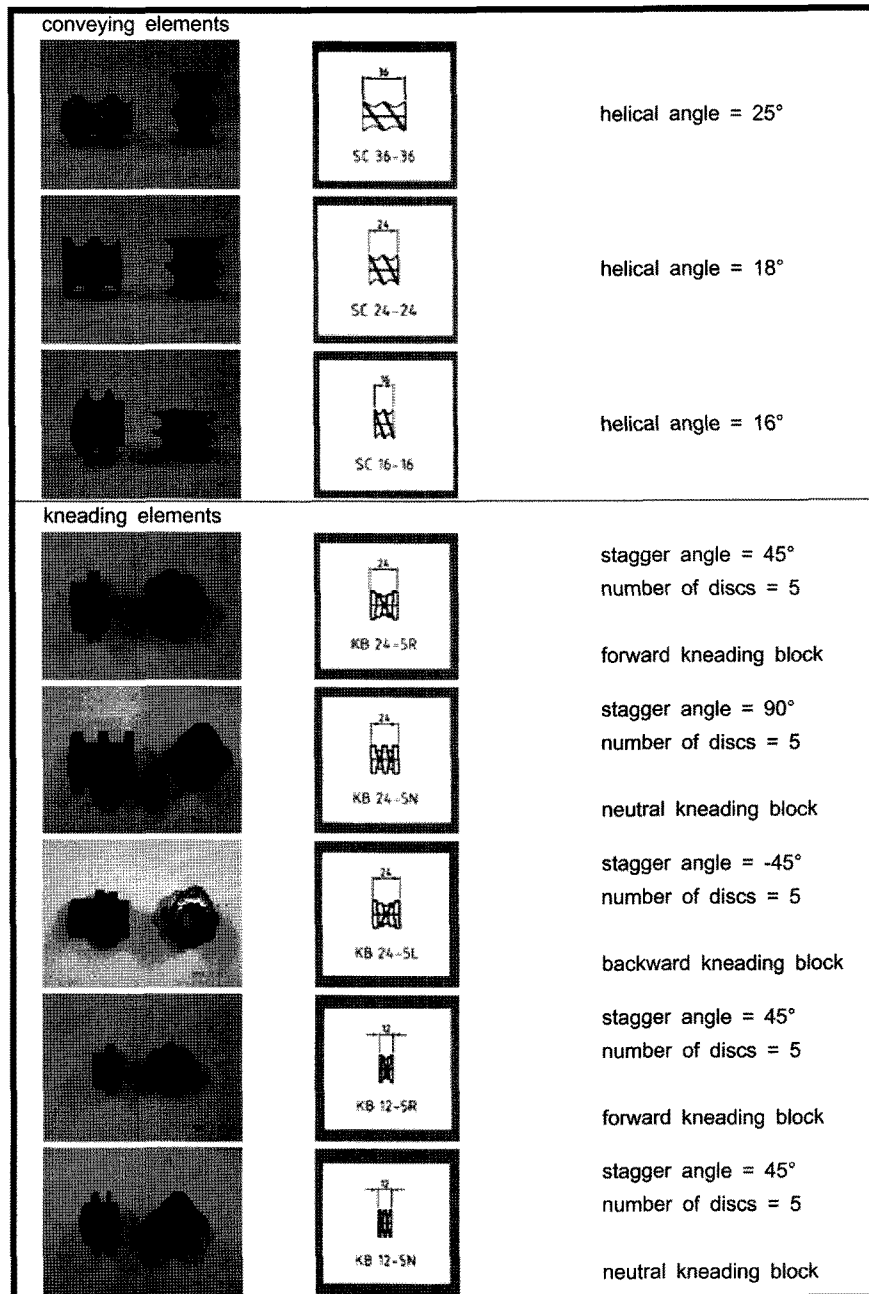 conveying elements
36
SC 36-36
helical angle = 25°
24
SC 24-24
helical angle = 18°
16
SC 16-16
helical angle = 16°
kneading elements
24
KB 24-5R
stagger angle = 45°
number of discs = 5
forward kneading block
24
KB 24-5N
stagger angle = 90°
number of discs = 5
neutral kneading block
24
KB 24-5L
stagger angle = -45°
number of discs = 5
backward kneading block
12
KB 12-5R
stagger angle = 45°
number of discs = 5
forward kneading block
12
KB 12-5N
stagger angle = 45°
number of discs = 5
neutral kneading block